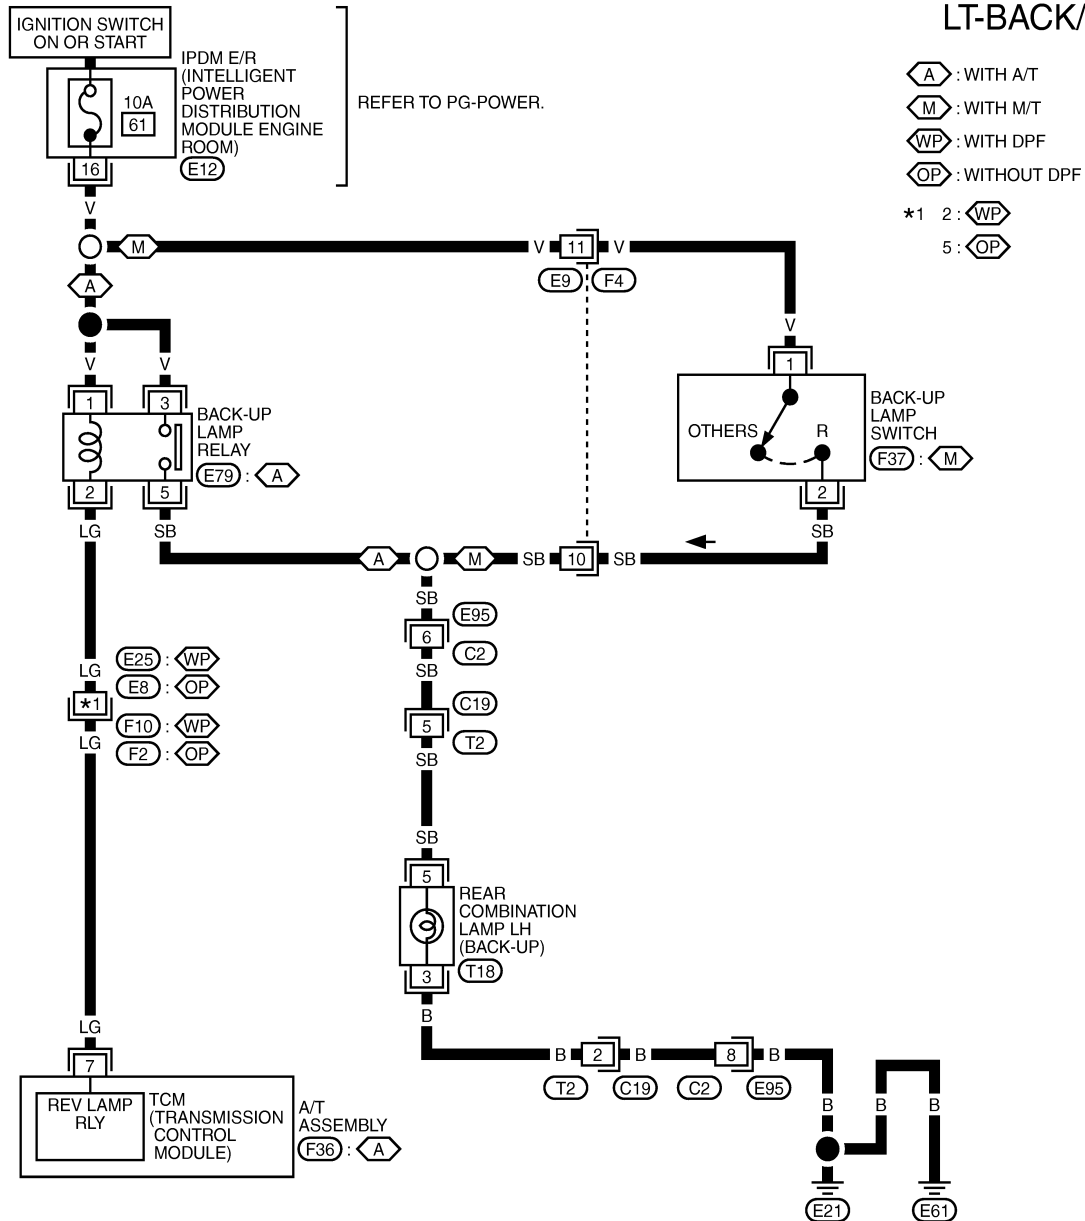 LT-BACK/
IGNITION SWITCH
ON OR START
IPDM E/R
(INTELLIGENT
POWER
DISTRIBUTION
MODULE ENGINE
ROOM)
E12
10A
61
16
REFER TO PG-POWER.
A : WITH A/T
M : WITH M/T
WP : WITH DPF
OP : WITHOUT DPF
*1 2 : WP
5 : OP
V
M
V 11 V
E9 F4
A
V V
V
1 3
BACK-UP
LAMP
RELAY
E79 : A
2 5
1
OTHERS R
BACK-UP
LAMP
SWITCH
F37 : M
2
LG SB
SB
A M SB 10 SB
SB
E95
6
C2
SB
C19
5
T2
SB
LG
E25 : WP
E8 : OP
*1
F10 : WP
F2 : OP
LG
SB
5
REAR
COMBINATION
LAMP LH
(BACK-UP)
T18
3
B
B 2 B 8 B
T2 C19 C2 E95
B B B
E21 E61
LG
7
REV LAMP
RLY
TCM
(TRANSMISSION
CONTROL
MODULE)
A/T
ASSEMBLY
F36 : A